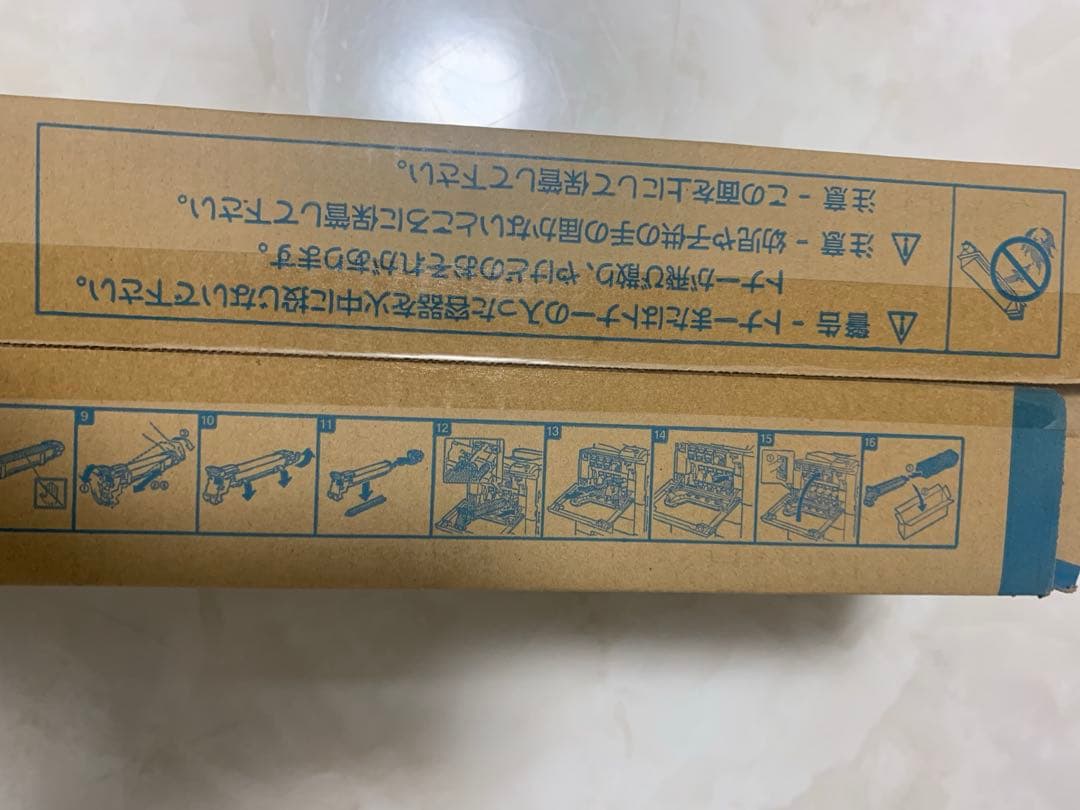 ⚠ 警告 - トナーまたはトナーの入った容器を火中に投じないで下さい。
トナーが飛び散り、やけどのおそれがあります。
⚠ 注意 - 幼児や子供の手の届かないところに保管して下さい。
注意 - この面を上にして保管して下さい。
9 10 11 12 13 14 15 16